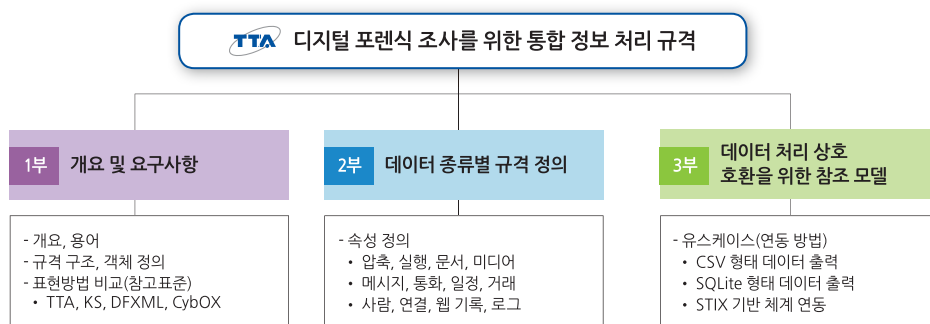 TTA 디지털 포렌식 조사를 위한 통합 정보 처리 규격
1부 개요 및 요구사항
- 개요, 용어
- 규격 구조, 객체 정의
- 표현방법 비교(참고표준)
• TTA, KS, DFXML, CybOX
2부 데이터 종류별 규격 정의
- 속성 정의
• 압축, 실행, 문서, 미디어
• 메시지, 통화, 일정, 거래
• 사람, 연결, 웹 기록, 로그
3부 데이터 처리 상호
호환을 위한 참조 모델
- 유스케이스(연동 방법)
• CSV 형태 데이터 출력
• SQLite 형태 데이터 출력
• STIX 기반 체계 연동